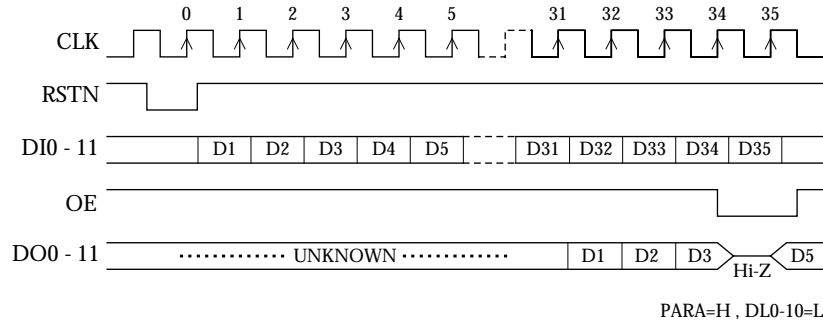 0 1 2 3 4 5 31 32 33 34 35
CLK
RSTN
DI0 - 11 D1 D2 D3 D4 D5 D31 D32 D33 D34 D35
OE
DO0 - 11 UNKNOWN D1 D2 D3 Hi-Z D5
PARA=H , DL0-10=L